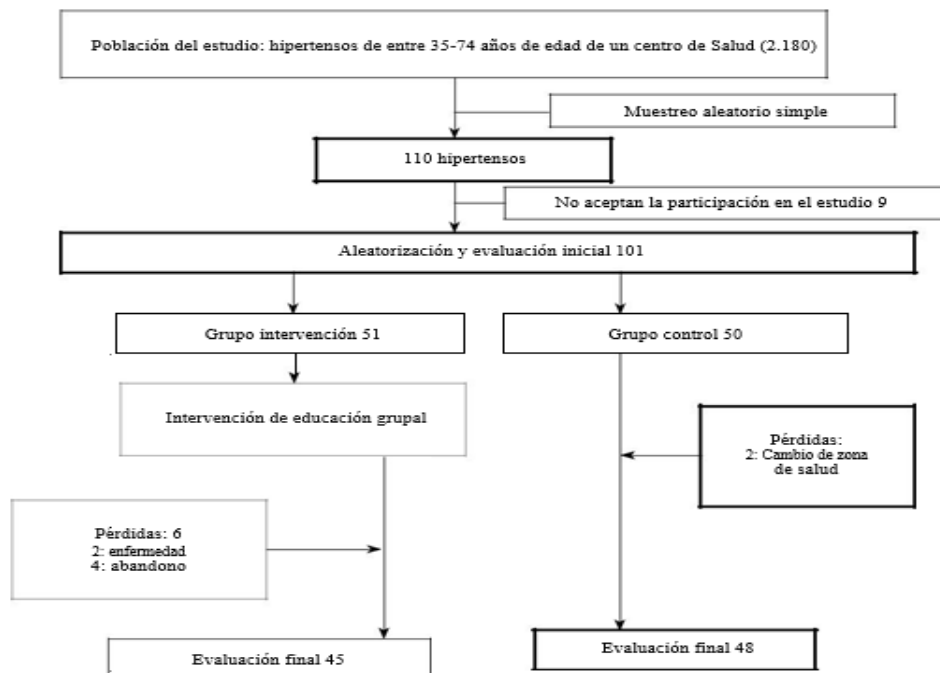 Población del estudio: hipertensos de entre 35-74 años de edad de un centro de Salud (2.180)
Muestreo aleatorio simple
110 hipertensos
No aceptan la participación en el estudio 9
Aleatorización y evaluación inicial 101
Grupo intervención 51
Grupo control 50
Intervención de educación grupal
Pérdidas:
2: Cambio de zona
de salud
Pérdidas: 6
2: enfermedad
4: abandono
Evaluación final 45
Evaluación final 48